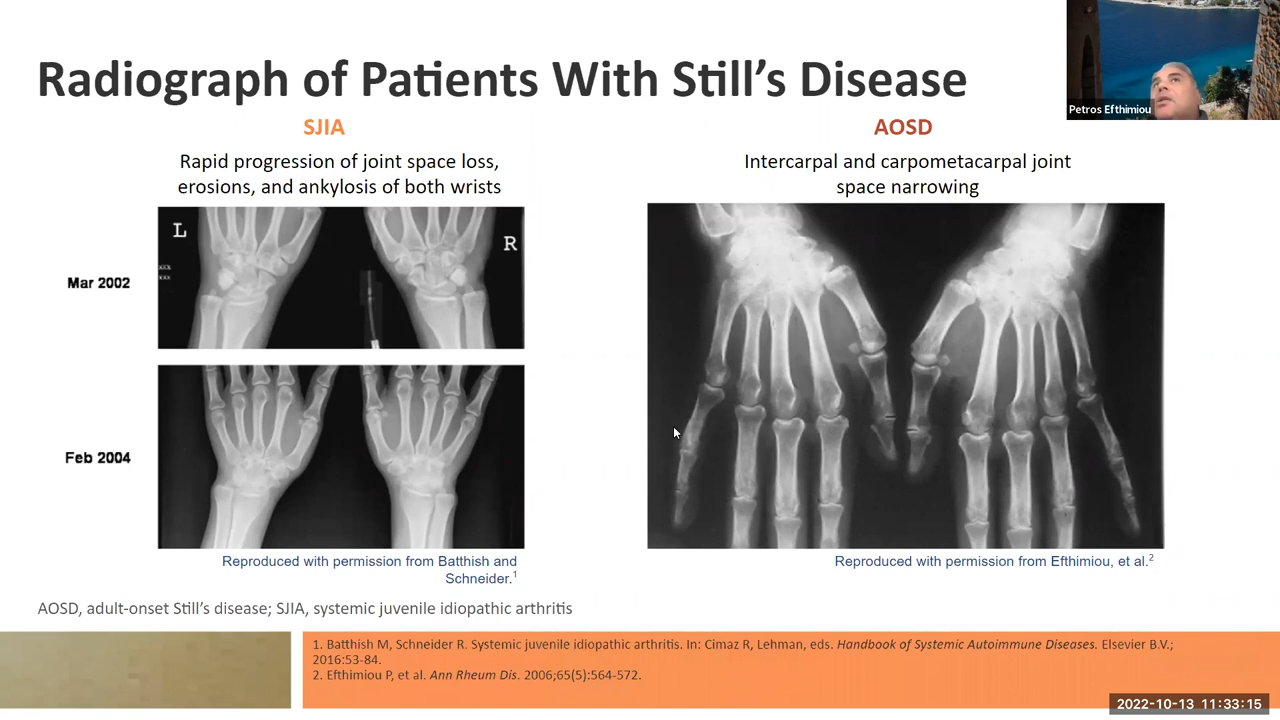 Radiograph of Patients With Still's Disease
Petros Efthimiou
SJIA
Rapid progression of joint space loss,
erosions, and ankylosis of both wrists
L
R
Mar 2002
Feb 2004
Reproduced with permission from Batthish and
Schneider.1
AOSD
Intercarpal and carpometacarpal joint
space narrowing
Reproduced with permission from Efthimiou, et al.2
AOSD, adult-onset Still's disease; SJIA, systemic juvenile idiopathic arthritis
1. Batthish M, Schneider R. Systemic juvenile idiopathic arthritis. In: Cimaz R, Lehman, eds. Handbook of Systemic Autoimmune Diseases. Elsevier B.V.;
2016:53-84.
2. Efthimiou P, et al. Ann Rheum Dis. 2006;65(5):564-572.
2022-10-13 11:33:15